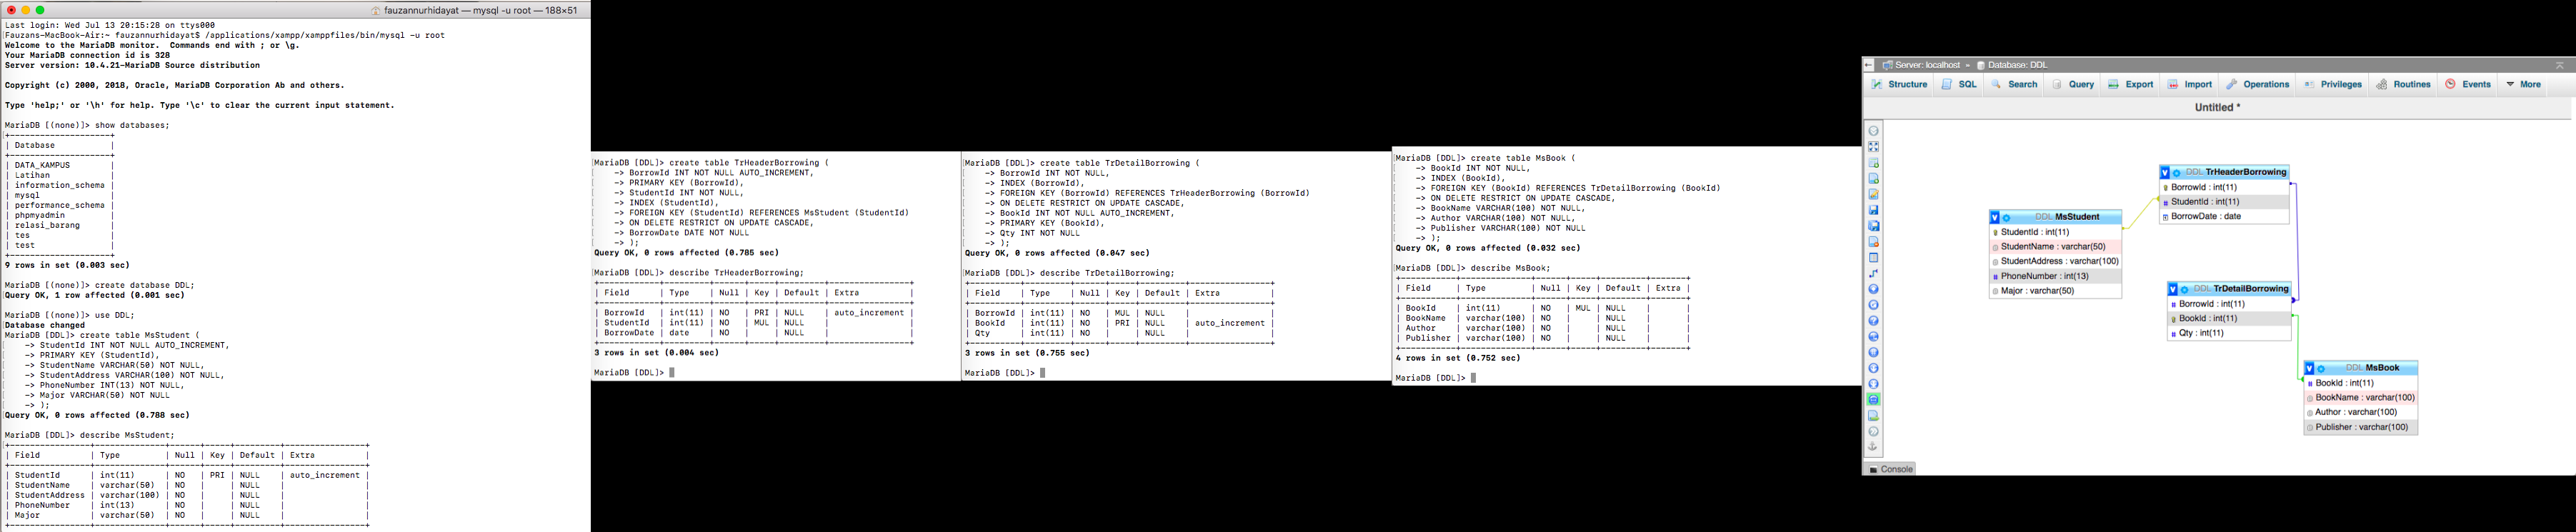 fauzannurhidayat — mysql -u root — 188×51
Last login: Wed Jul 13 20:15:28 on ttys000
[Fauzans-MacBook-Air:~ fauzannurhidayat$ /applications/xampp/xamppfiles/bin/mysql -u root
Welcome to the MariaDB monitor.  Commands end with ; or \g.
Your MariaDB connection id is 328
Server version: 10.4.21-MariaDB Source distribution
Copyright (c) 2000, 2018, Oracle, MariaDB Corporation Ab and others.
Type 'help;' or '\h' for help. Type '\c' to clear the current input statement.
MariaDB [(none)]> show databases;
+--------------------+
| Database           |
+--------------------+
| DATA_KAMPUS        |
| Latihan            |
| information_schema |
| mysql              |
| performance_schema |
| phpmyadmin         |
| relasi_barang      |
| tes                |
| test               |
+--------------------+
9 rows in set (0.003 sec)
MariaDB [(none)]> create database DDL;
Query OK, 1 row affected (0.001 sec)
MariaDB [(none)]> use DDL;
Database changed
MariaDB [DDL]> create table MsStudent (
[    -> StudentId INT NOT NULL AUTO_INCREMENT,
[    -> PRIMARY KEY (StudentId),
[    -> StudentName VARCHAR(50) NOT NULL,
[    -> StudentAddress VARCHAR(100) NOT NULL,
[    -> PhoneNumber INT(13) NOT NULL,
[    -> Major VARCHAR(50) NOT NULL
[    -> );
Query OK, 0 rows affected (0.788 sec)
MariaDB [DDL]> describe MsStudent;
+----------------+--------------+------+-----+---------+----------------+
| Field          | Type         | Null | Key | Default | Extra          |
+----------------+--------------+------+-----+---------+----------------+
| StudentId      | int(11)      | NO   | PRI | NULL    | auto_increment |
| StudentName    | varchar(50)  | NO   |     | NULL    |                |
| StudentAddress | varchar(100) | NO   |     | NULL    |                |
| PhoneNumber    | int(13)      | NO   |     | NULL    |                |
| Major          | varchar(50)  | NO   |     | NULL    |                |
+----------------+--------------+------+-----+---------+----------------+
[MariaDB [DDL]> create table TrHeaderBorrowing (
[    -> BorrowId INT NOT NULL AUTO_INCREMENT,
[    -> PRIMARY KEY (BorrowId),
[    -> StudentId INT NOT NULL,
[    -> INDEX (StudentId),
[    -> FOREIGN KEY (StudentId) REFERENCES MsStudent (StudentId)
[    -> ON DELETE RESTRICT ON UPDATE CASCADE,
[    -> BorrowDate DATE NOT NULL
[    -> );
Query OK, 0 rows affected (0.785 sec)
[MariaDB [DDL]> describe TrHeaderBorrowing;
+------------+---------+------+-----+---------+----------------+
| Field      | Type    | Null | Key | Default | Extra          |
+------------+---------+------+-----+---------+----------------+
| BorrowId   | int(11) | NO   | PRI | NULL    | auto_increment |
| StudentId  | int(11) | NO   | MUL | NULL    |                |
| BorrowDate | date    | NO   |     | NULL    |                |
+------------+---------+------+-----+---------+----------------+
3 rows in set (0.004 sec)
MariaDB [DDL]>
[MariaDB [DDL]> create table TrDetailBorrowing (
[    -> BorrowId INT NOT NULL,
[    -> INDEX (BorrowId),
[    -> FOREIGN KEY (BorrowId) REFERENCES TrHeaderBorrowing (BorrowId)
[    -> ON DELETE RESTRICT ON UPDATE CASCADE,
[    -> BookId INT NOT NULL AUTO_INCREMENT,
[    -> PRIMARY KEY (BookId),
[    -> Qty INT NOT NULL
[    -> );
Query OK, 0 rows affected (0.047 sec)
[MariaDB [DDL]> describe TrDetailBorrowing;
+----------+---------+------+-----+---------+----------------+
| Field    | Type    | Null | Key | Default | Extra          |
+----------+---------+------+-----+---------+----------------+
| BorrowId | int(11) | NO   | MUL | NULL    |                |
| BookId   | int(11) | NO   | PRI | NULL    | auto_increment |
| Qty      | int(11) | NO   |     | NULL    |                |
+----------+---------+------+-----+---------+----------------+
3 rows in set (0.755 sec)
MariaDB [DDL]>
[MariaDB [DDL]> create table MsBook (
[    -> BookId INT NOT NULL,
[    -> INDEX (BookId),
[    -> FOREIGN KEY (BookId) REFERENCES TrDetailBorrowing (BookId)
[    -> ON DELETE RESTRICT ON UPDATE CASCADE,
[    -> BookName VARCHAR(100) NOT NULL,
[    -> Author VARCHAR(100) NOT NULL,
[    -> Publisher VARCHAR(100) NOT NULL
[    -> );
Query OK, 0 rows affected (0.032 sec)
[MariaDB [DDL]> describe MsBook;
+-----------+--------------+------+-----+---------+-------+
| Field     | Type         | Null | Key | Default | Extra |
+-----------+--------------+------+-----+---------+-------+
| BookId    | int(11)      | NO   | MUL | NULL    |       |
| BookName  | varchar(100) | NO   |     | NULL    |       |
| Author    | varchar(100) | NO   |     | NULL    |       |
| Publisher | varchar(100) | NO   |     | NULL    |       |
+-----------+--------------+------+-----+---------+-------+
4 rows in set (0.752 sec)
MariaDB [DDL]>
Server: localhost » Database: DDL
Structure SQL Search Query Export Import Operations Privileges Routines Events More
Untitled *
DDL TrHeaderBorrowing
BorrowId : int(11)
StudentId : int(11)
BorrowDate : date
DDL MsStudent
StudentId : int(11)
StudentName : varchar(50)
StudentAddress : varchar(100)
PhoneNumber : int(13)
Major : varchar(50)
DDL TrDetailBorrowing
BorrowId : int(11)
BookId : int(11)
Qty : int(11)
DDL MsBook
BookId : int(11)
BookName : varchar(100)
Author : varchar(100)
Publisher : varchar(100)
Console